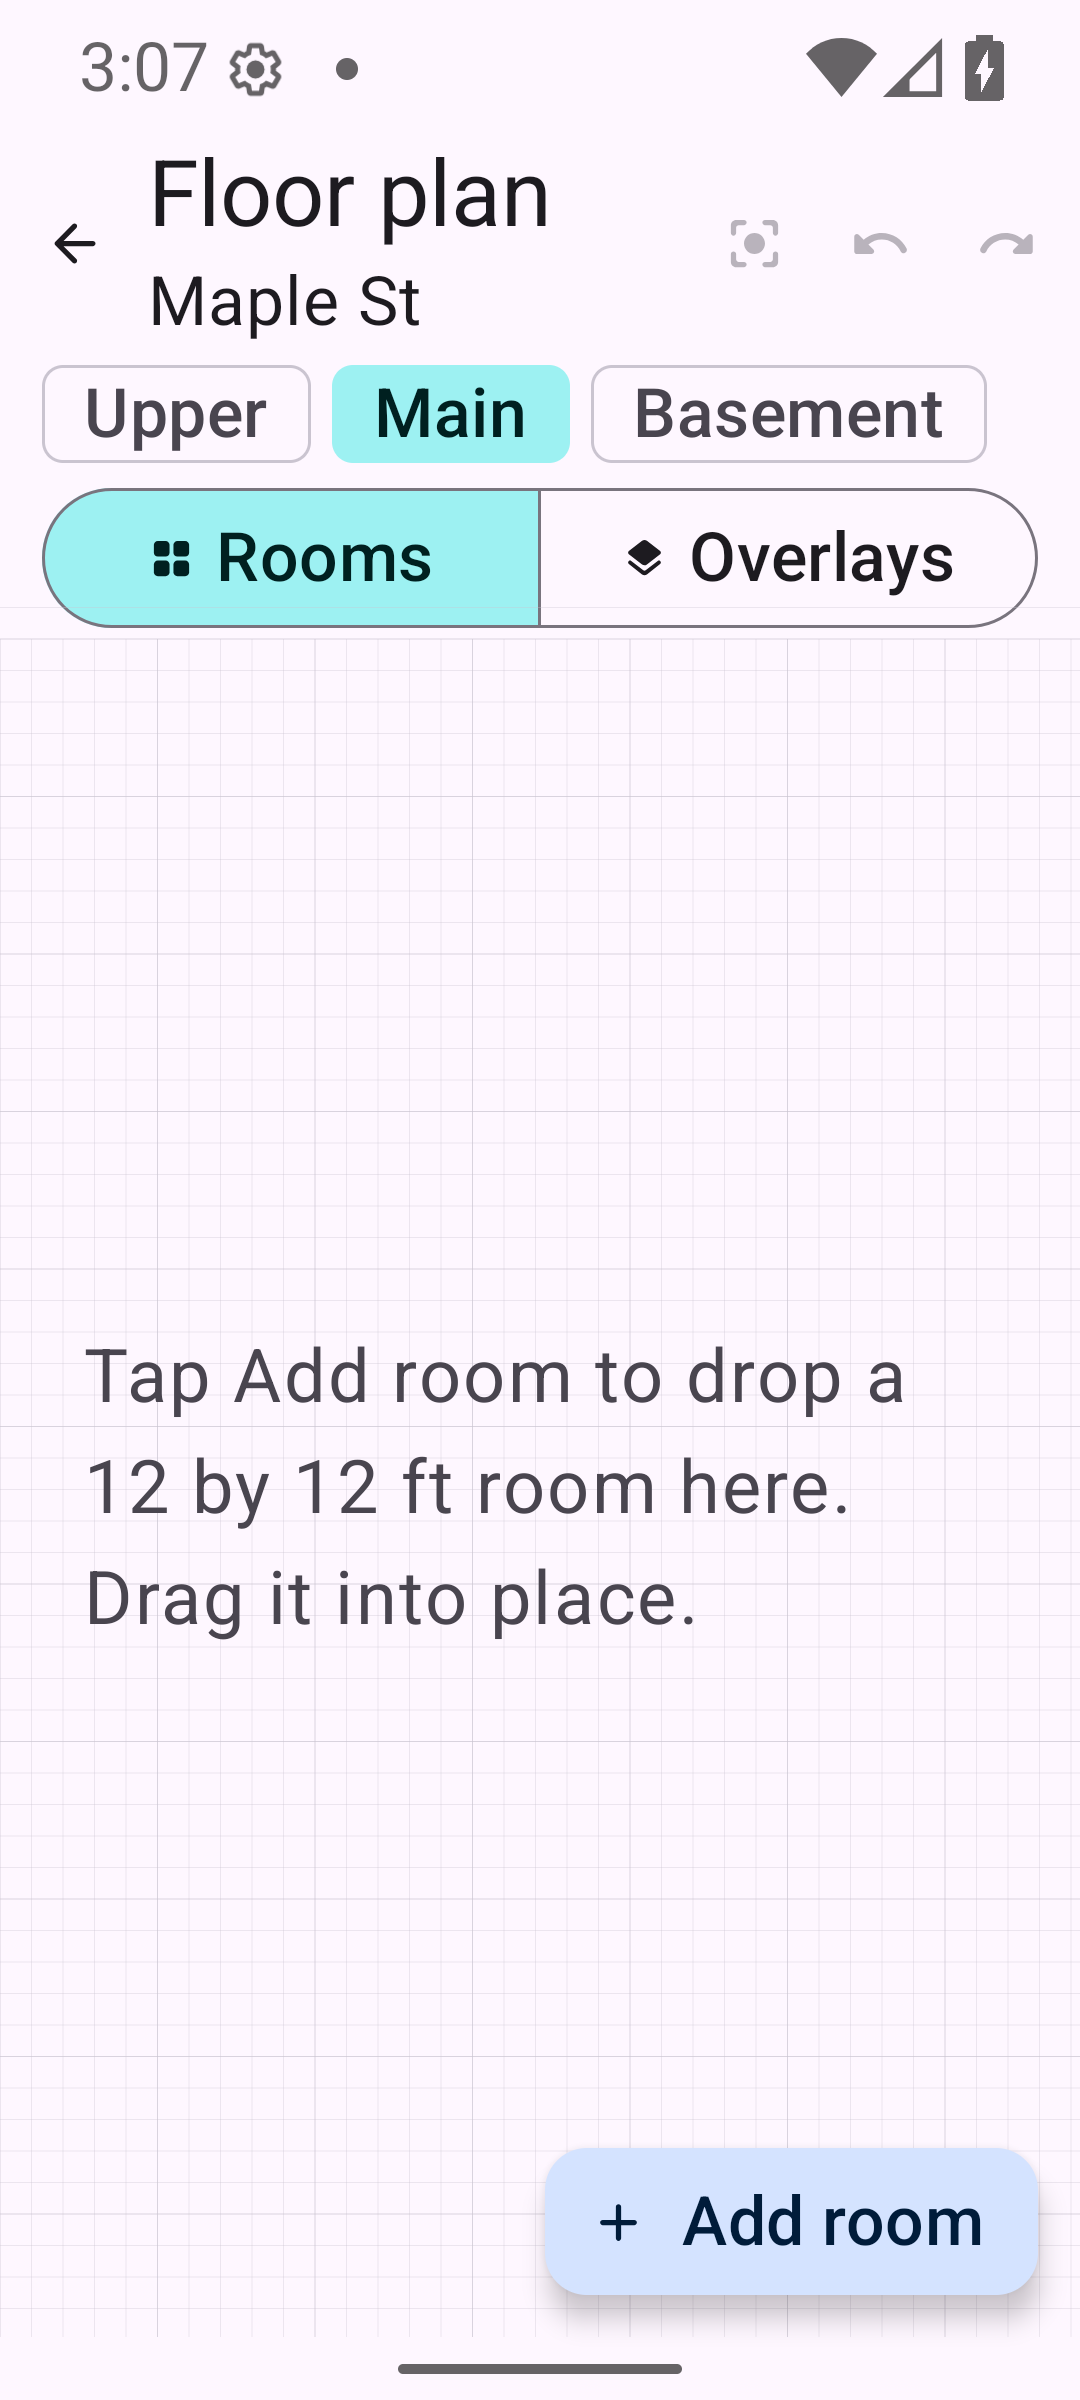 3:07
Floor plan
Maple St
Upper
Main
Basement
Rooms
Overlays
Tap Add room to drop a
12 by 12 ft room here.
Drag it into place.
Add room